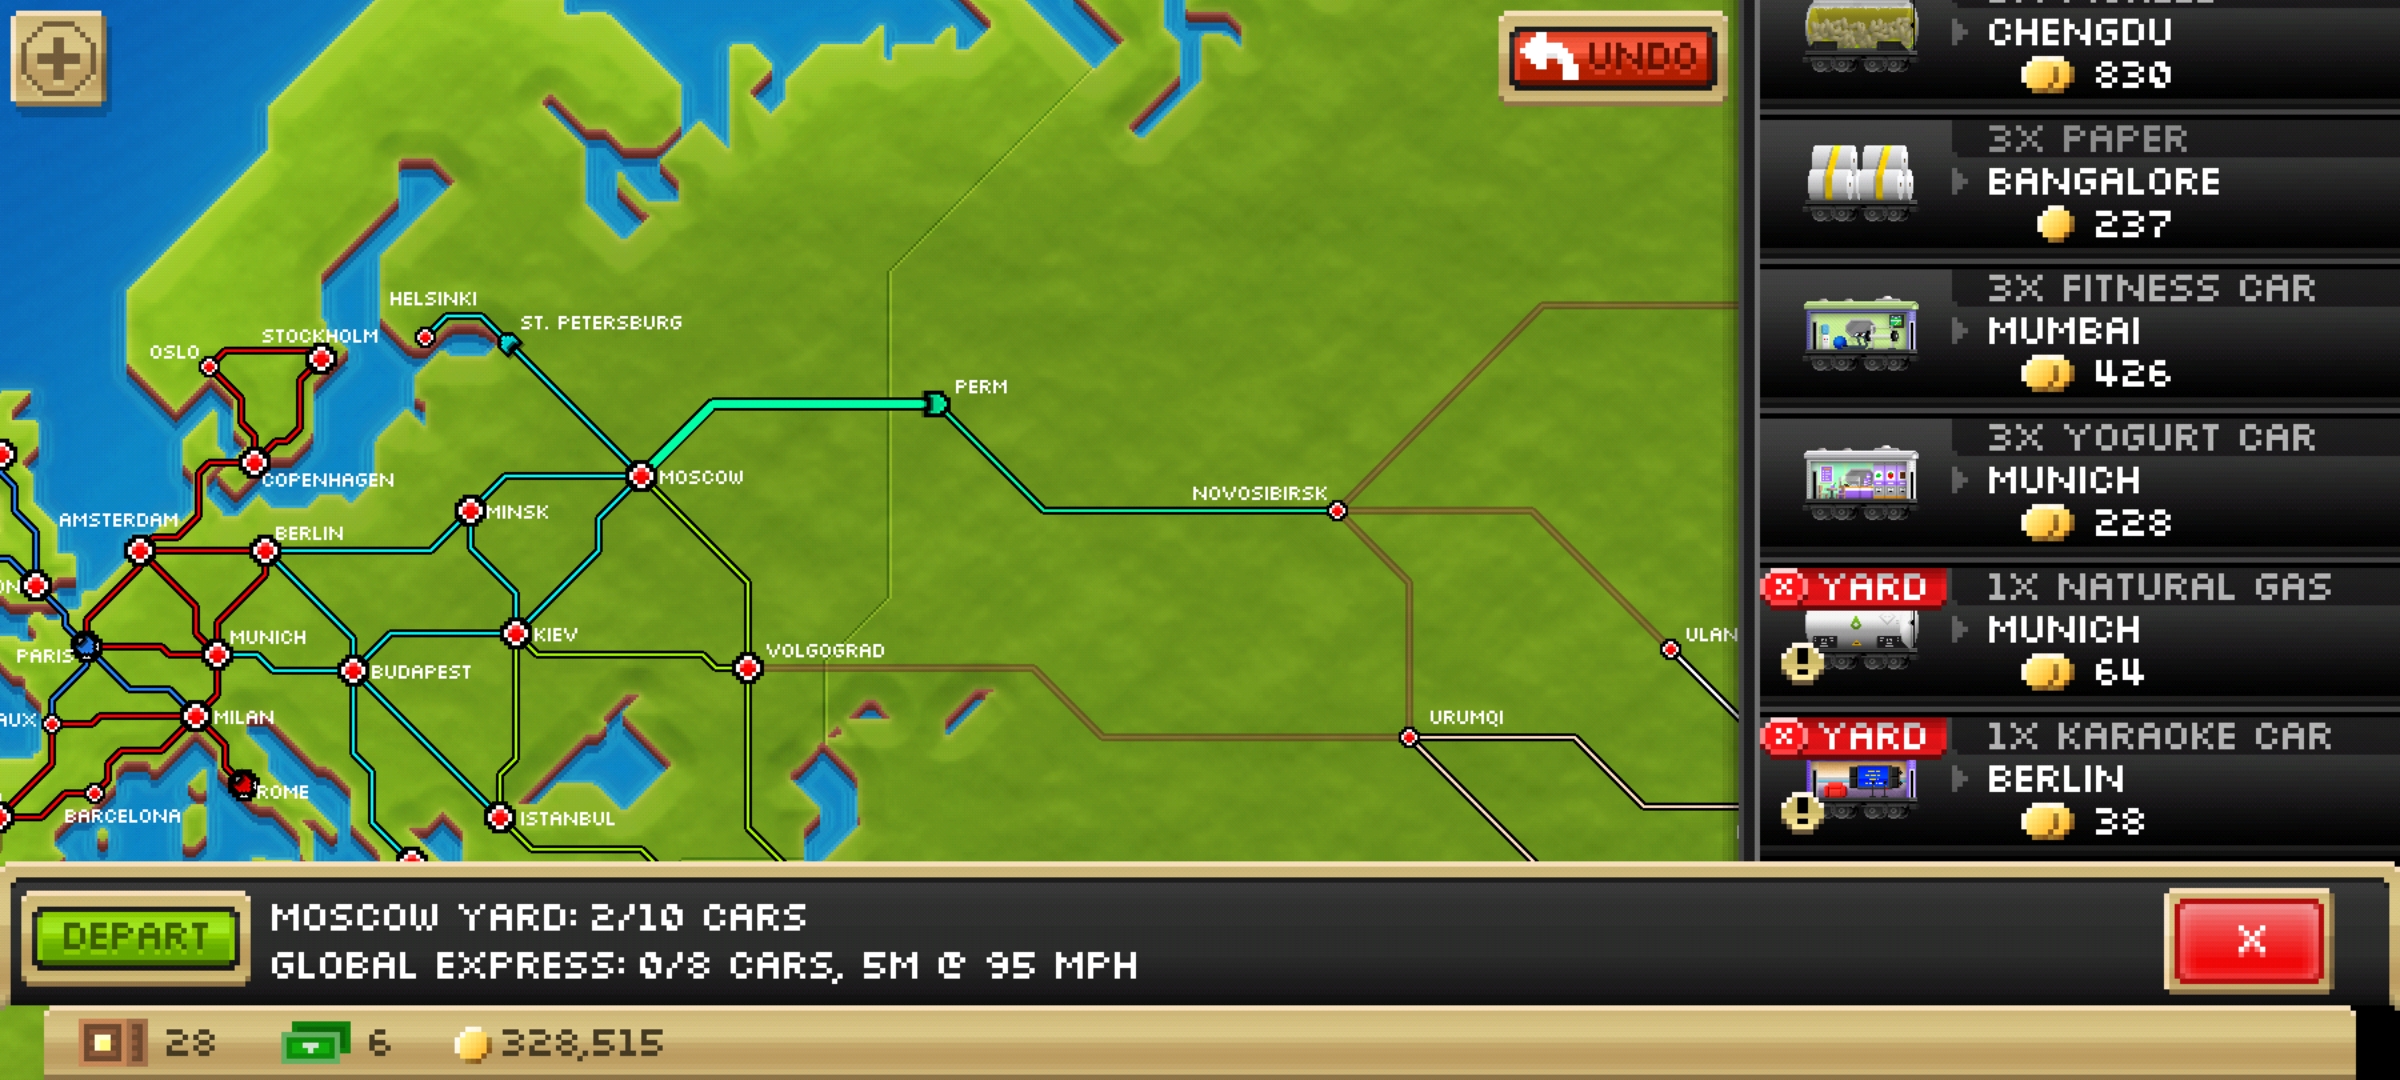 UNDO
CHENGDU
830
3X PAPER
BANGALORE
237
3X FITNESS CAR
MUMBAI
426
3X YOGURT CAR
MUNICH
228
YARD
1X NATURAL GAS
MUNICH
64
YARD
1X KARAOKE CAR
BERLIN
38
HELSINKI
ST. PETERSBURG
STOCKHOLM
OSLO
PERM
MOSCOW
COPENHAGEN
NOVOSIBIRSK
MINSK
AMSTERDAM
BERLIN
KIEV
MUNICH
ULAN
PARIS
VOLGOGRAD
BUDAPEST
MILAN
AUX
URUMQI
ROME
BARCELONA
ISTANBUL
DEPART
MOSCOW YARD: 2/10 CARS
GLOBAL EXPRESS: 0/8 CARS, 5M @ 95 MPH
X
28
6
328,515